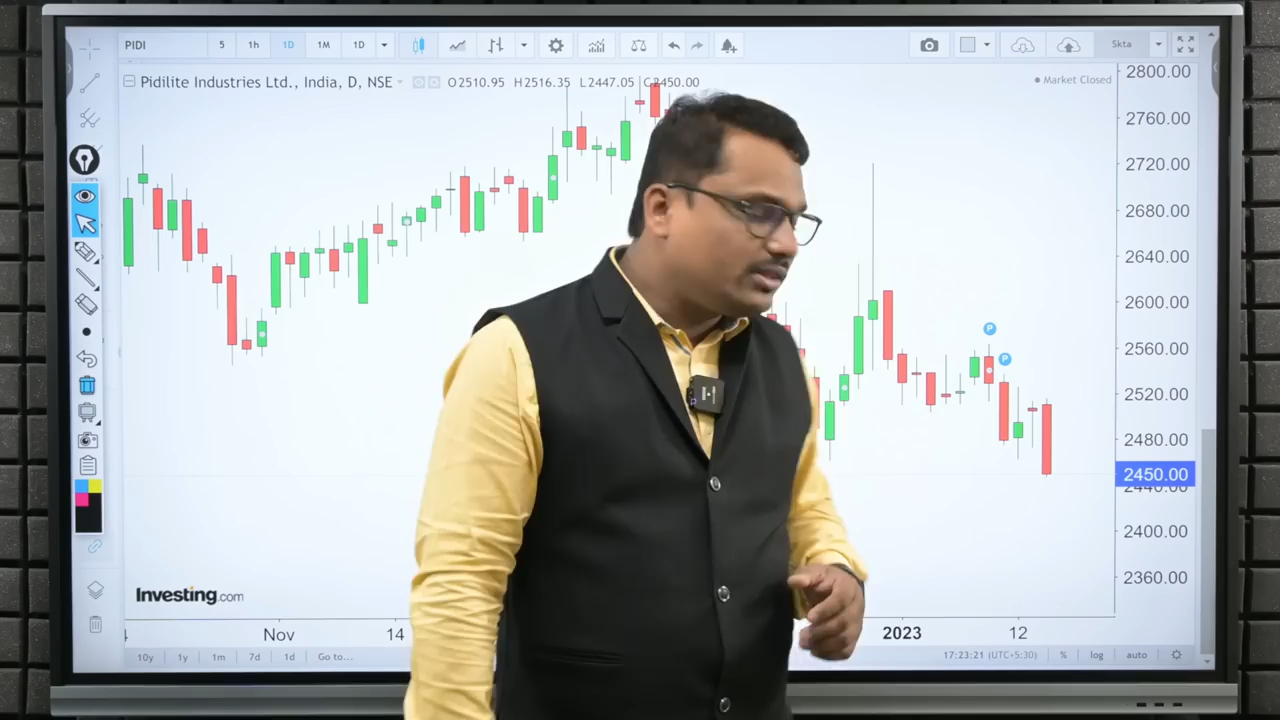 PIDI 5 1h 1D 1M 1D Skta
Pidilite Industries Ltd., India, D, NSE O2510.95 H2516.35 L2447.05 C2450.00
Market Closed
2800.00
2760.00
2720.00
2680.00
2640.00
2600.00
2560.00
P
P
2520.00
2480.00
2450.00
2440.00
2400.00
2360.00
Investing.com
Nov 14 2023 12
10y 1y 1m 7d 1d Go to... 17:23:21 (UTC+5:30) % log auto